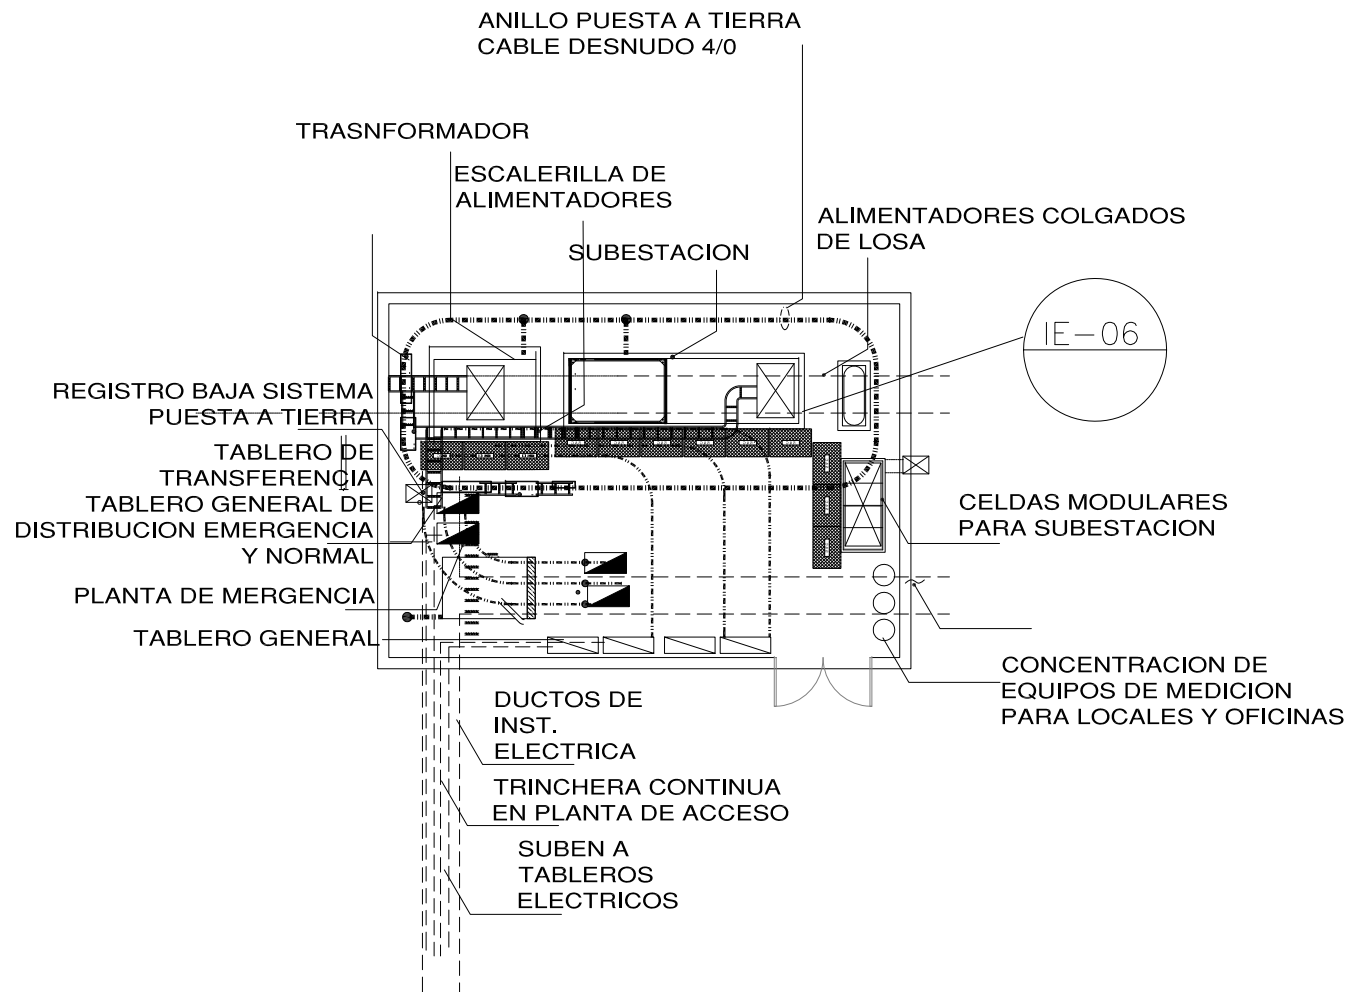 ANILLO PUESTA A TIERRA
CABLE DESNUDO 4/0
TRASNFORMADOR
ESCALERILLA DE
ALIMENTADORES
SUBESTACION
ALIMENTADORES COLGADOS
DE LOSA
IE-06
REGISTRO BAJA SISTEMA
PUESTA A TIERRA
TABLERO DE
TRANSFERENCIA
TABLERO GENERAL DE
DISTRIBUCION EMERGENCIA
Y NORMAL
PLANTA DE MERGENCIA
TABLERO GENERAL
CELDAS MODULARES
PARA SUBESTACION
CONCENTRACION DE
EQUIPOS DE MEDICION
PARA LOCALES Y OFICINAS
DUCTOS DE
INST.
ELECTRICA
TRINCHERA CONTINUA
EN PLANTA DE ACCESO
SUBEN A
TABLEROS
ELECTRICOS